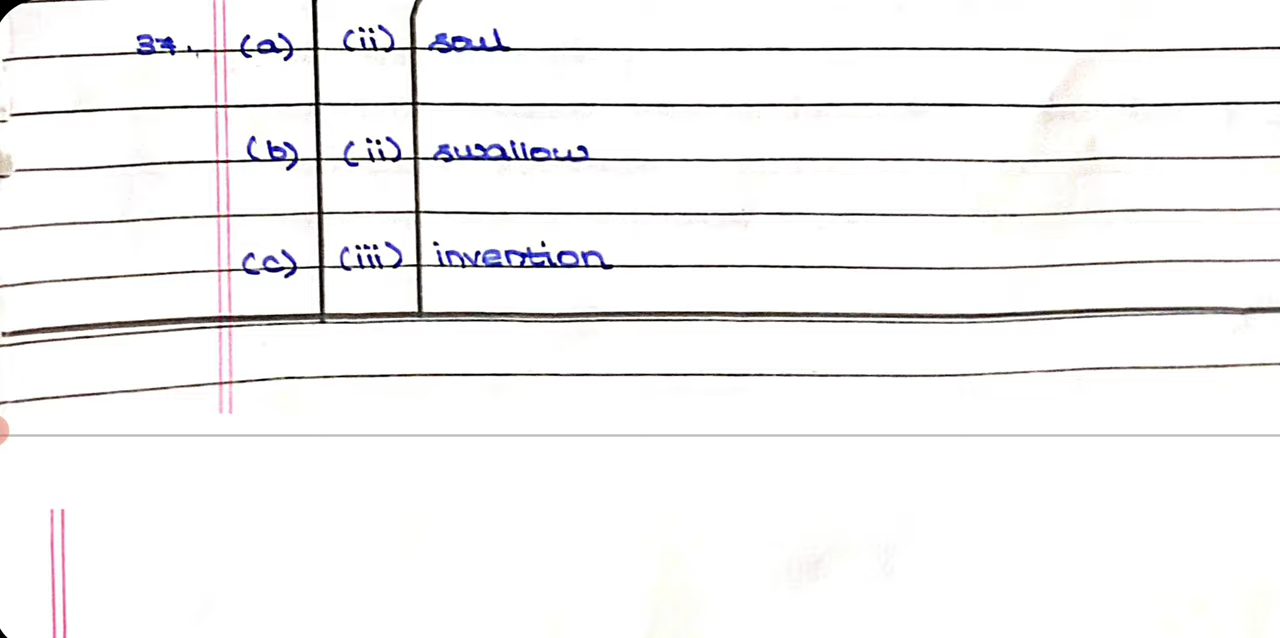 37. (a) (ii) soul
(b) (ii) swallow
(c) (iii) invention